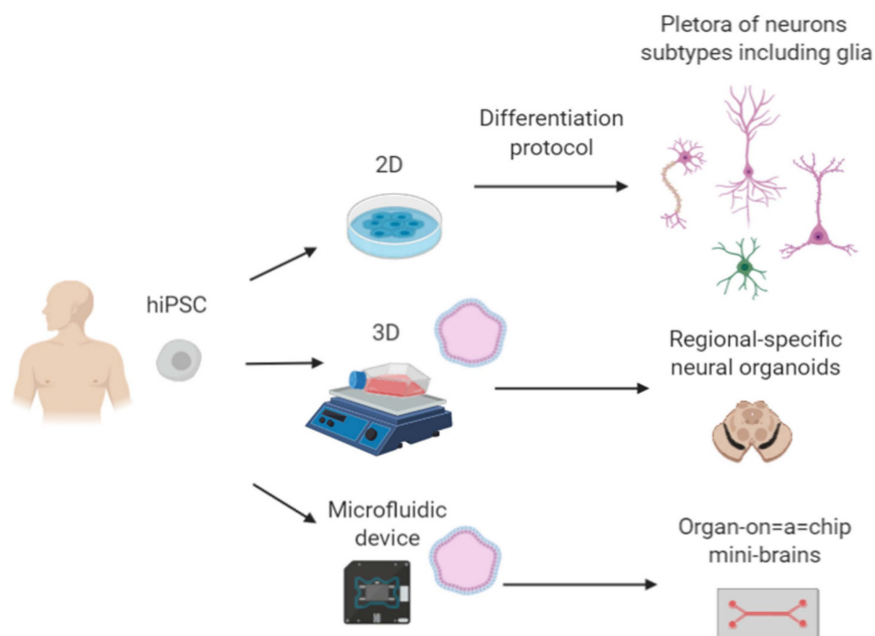 Pletora of neurons
subtypes including glia
Differentiation
protocol
2D
hiPSC
3D
Regional-specific
neural organoids
Microfluidic
device
Organ-on=a=chip
mini-brains